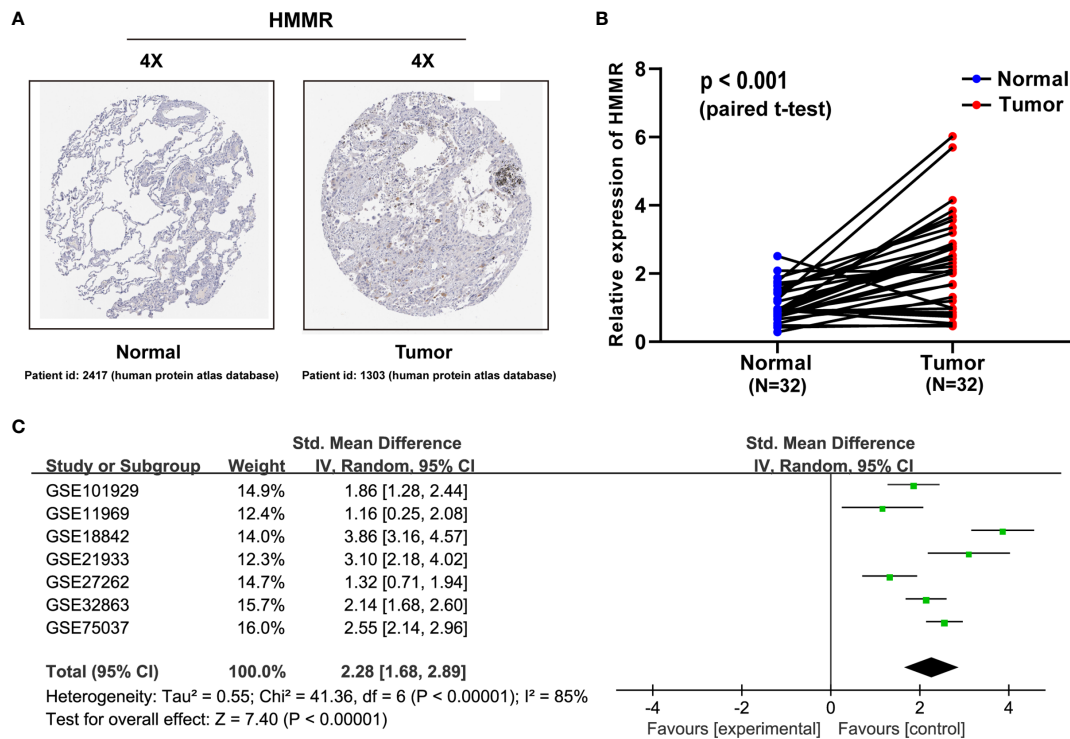 A
HMMR
4X 4X
Normal Tumor
Patient id: 2417 (human protein atlas database) Patient id: 1303 (human protein atlas database)
B
Relative expression of HMMR
8
6
4
2
0
p < 0.001
(paired t-test)
Normal
Tumor
Normal Tumor
(N=32) (N=32)
C
Std. Mean Difference Std. Mean Difference
Study or Subgroup Weight IV, Random, 95% CI IV, Random, 95% CI
GSE101929 14.9% 1.86 [1.28, 2.44]
GSE11969 12.4% 1.16 [0.25, 2.08]
GSE18842 14.0% 3.86 [3.16, 4.57]
GSE21933 12.3% 3.10 [2.18, 4.02]
GSE27262 14.7% 1.32 [0.71, 1.94]
GSE32863 15.7% 2.14 [1.68, 2.60]
GSE75037 16.0% 2.55 [2.14, 2.96]
Total (95% CI) 100.0% 2.28 [1.68, 2.89]
Heterogeneity: Tau² = 0.55; Chi² = 41.36, df = 6 (P < 0.00001); I² = 85%
Test for overall effect: Z = 7.40 (P < 0.00001)
-4 -2 0 2 4
Favours [experimental] Favours [control]